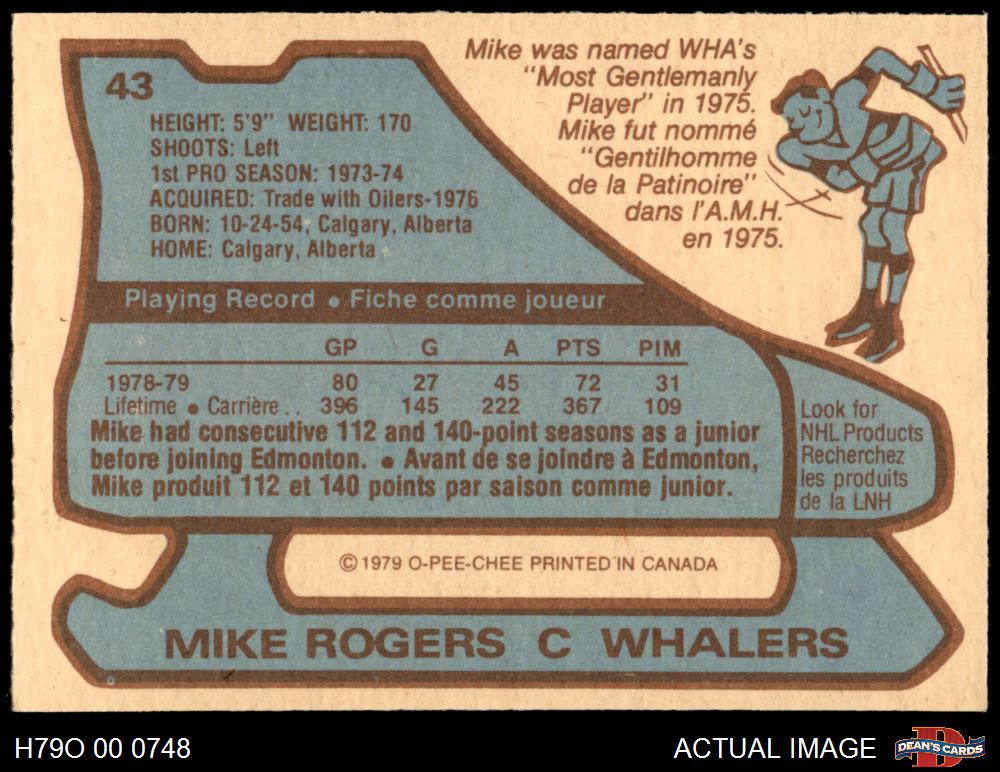 43
HEIGHT: 5'9" WEIGHT: 170
SHOOTS: Left
1st PRO SEASON: 1973-74
ACQUIRED: Trade with Oilers-1976
BORN: 10-24-54, Calgary, Alberta
HOME: Calgary, Alberta
Mike was named WHA's
"Most Gentlemanly
Player" in 1975.
Mike fut nommé
"Gentilhomme
de la Patinoire"
dans l'A.M.H.
en 1975.
Playing Record • Fiche comme joueur
GP G A PTS PIM
1978-79 80 27 45 72 31
Lifetime • Carrière .. 396 145 222 367 109
Mike had consecutive 112 and 140-point seasons as a junior
before joining Edmonton. • Avant de se joindre à Edmonton,
Mike produit 112 et 140 points par saison comme junior.
Look for
NHL Products
Recherchez
les produits
de la LNH
© 1979 O-PEE-CHEE PRINTED IN CANADA
MIKE ROGERS C WHALERS
H79O 00 0748
ACTUAL IMAGE
DEAN'S CARDS